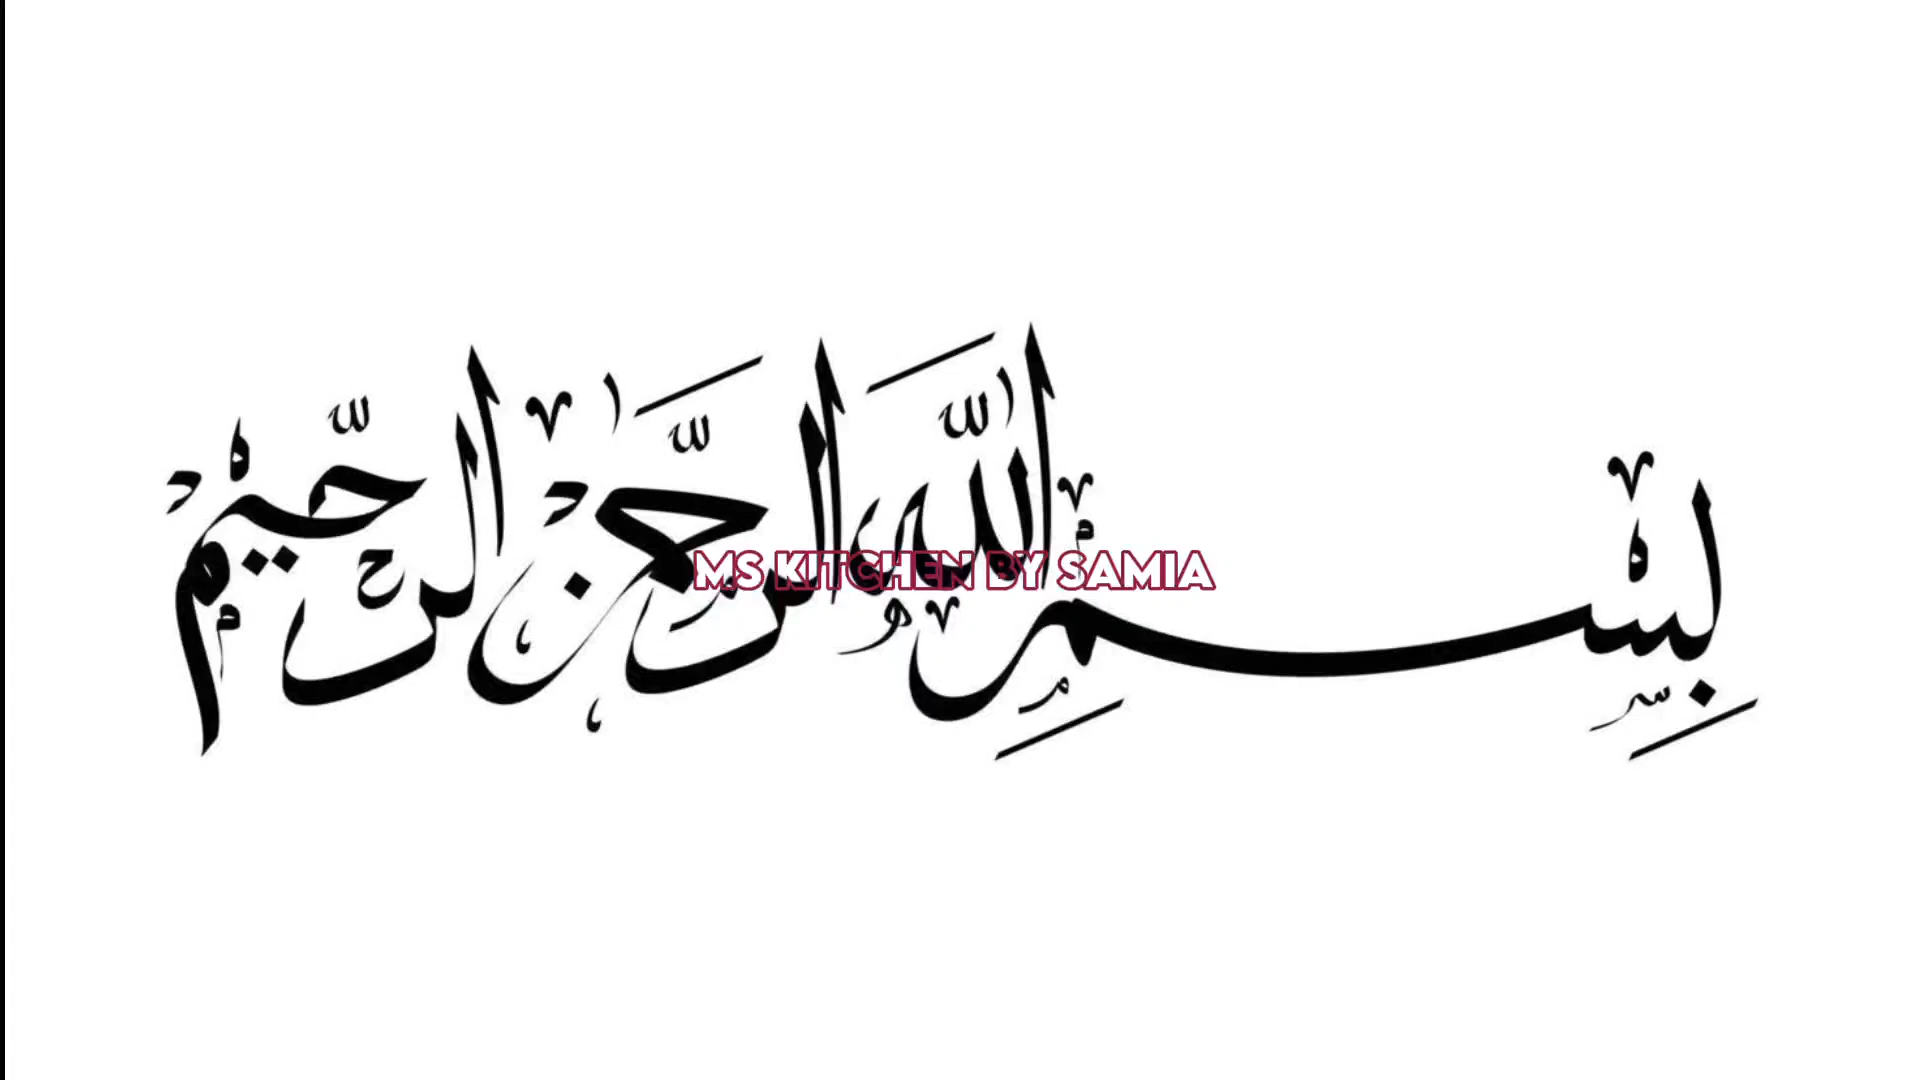 بِسْمِ اللَّهِ الرَّحْمَنِ الرَّحِيمِ
MS KITCHEN BY SAMIA